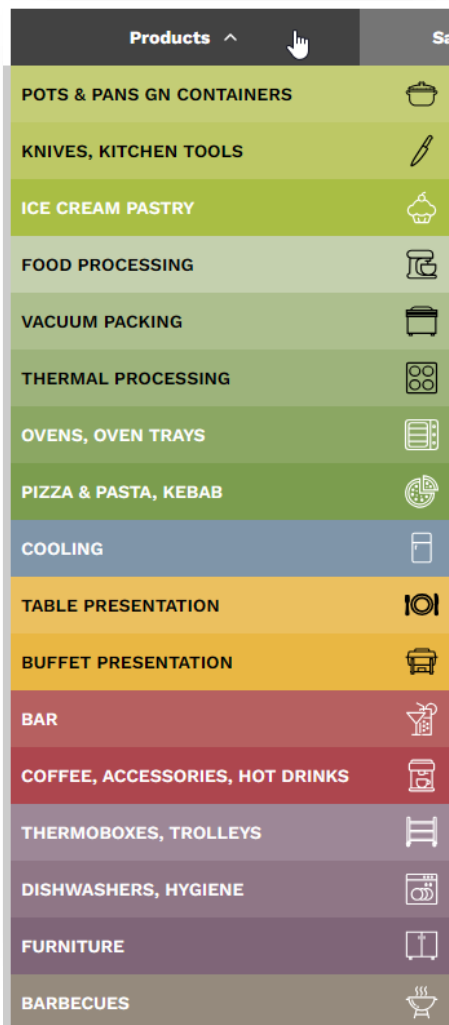 Products
Sa
POTS & PANS GN CONTAINERS
KNIVES, KITCHEN TOOLS
ICE CREAM PASTRY
FOOD PROCESSING
VACUUM PACKING
THERMAL PROCESSING
OVENS, OVEN TRAYS
PIZZA & PASTA, KEBAB
COOLING
TABLE PRESENTATION
BUFFET PRESENTATION
BAR
COFFEE, ACCESSORIES, HOT DRINKS
THERMOBOXES, TROLLEYS
DISHWASHERS, HYGIENE
FURNITURE
BARBECUES